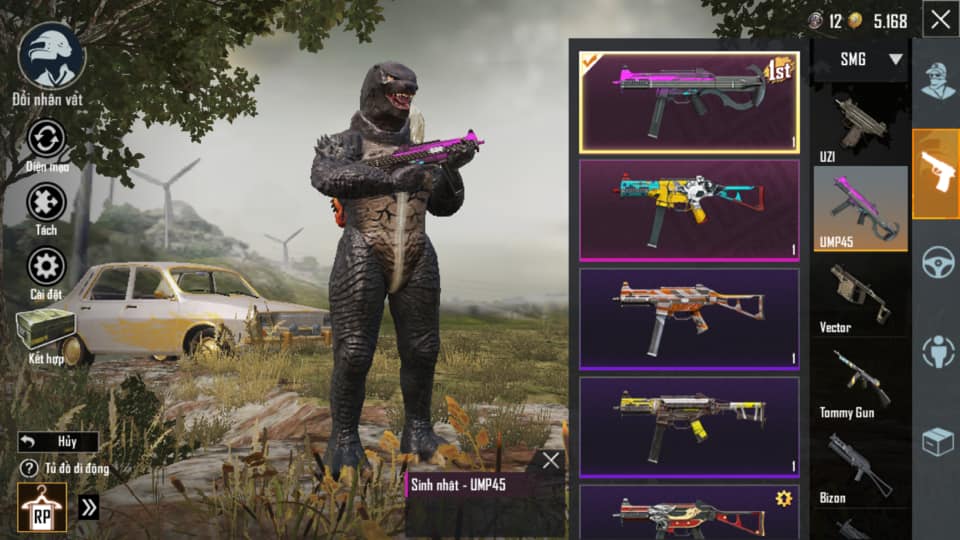 12 5.168
Đổi nhân vật
Diện mạo
Tách
Cài đặt
Kết hợp
Hủy
? Tủ đồ di động
RP
Sinh nhật - UMP45
1st
1
1
1
1
SMG
UZI
UMP45
Vector
Tommy Gun
Bizon